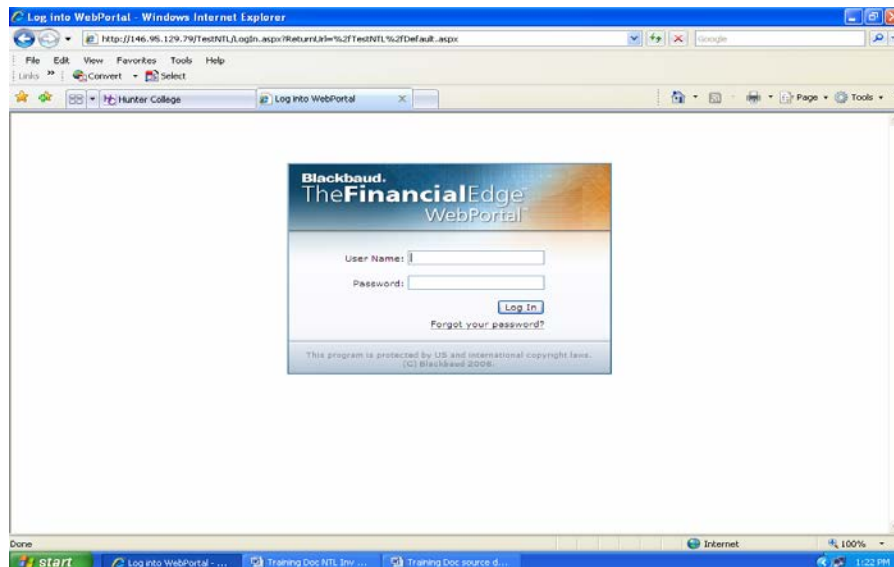 Log into WebPortal - Windows Internet Explorer
http://146.95.129.79/TestNTL/LogIn.aspx?ReturnUrl=%2fTestNTL%2fDefault.aspx
Google
File Edit View Favorites Tools Help
Links » Convert Select
Hunter College Log into WebPortal Page Tools
Blackbaud.
TheFinancialEdge™
WebPortal™
User Name:
Password:
Log In
Forgot your password?
This program is protected by US and international copyright laws.
(C) Blackbaud 2006.
Done Internet 100%
start Log into WebPortal - ... Training Doc NTL Inv ... Training Doc source d... 1:22 PM